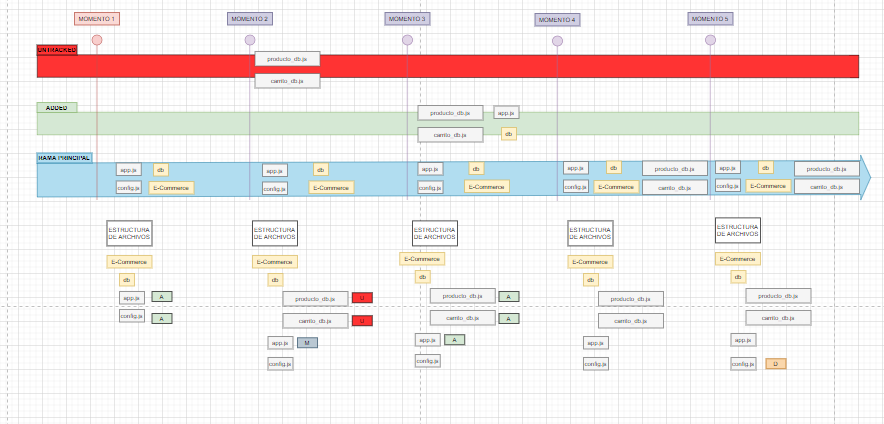 MOMENTO 1
MOMENTO 2
MOMENTO 3
MOMENTO 4
MOMENTO 5
UNTRACKED
producto_db.js
carrito_db.js
ADDED
producto_db.js
app.js
carrito_db.js
db
RAMA PRINCIPAL
app.js
db
config.js
E-Commerce
app.js
db
config.js
E-Commerce
app.js
db
config.js
E-Commerce
app.js
db
producto_db.js
config.js
E-Commerce
carrito_db.js
app.js
db
producto_db.js
config.js
E-Commerce
carrito_db.js
ESTRUCTURA
DE ARCHIVOS
E-Commerce
db
app.js
A
config.js
A
ESTRUCTURA
DE ARCHIVOS
E-Commerce
db
producto_db.js
U
carrito_db.js
U
app.js
M
config.js
ESTRUCTURA
DE ARCHIVOS
E-Commerce
db
producto_db.js
A
carrito_db.js
A
app.js
A
config.js
ESTRUCTURA
DE ARCHIVOS
E-Commerce
db
producto_db.js
carrito_db.js
app.js
config.js
ESTRUCTURA
DE ARCHIVOS
E-Commerce
db
producto_db.js
carrito_db.js
app.js
config.js
D